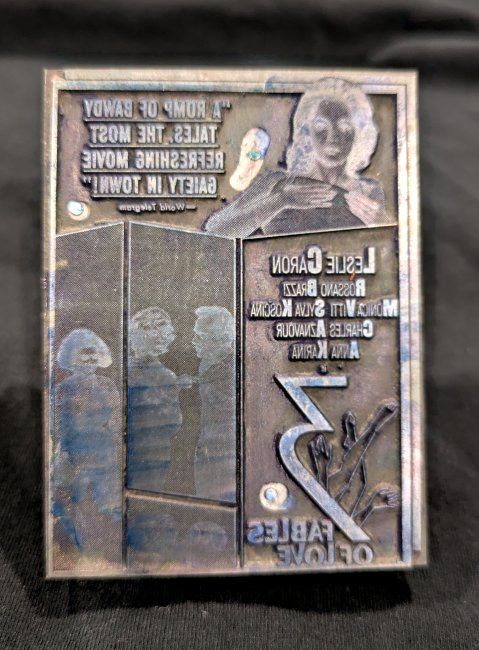 "A ROMP OF BAWDY
TALES, THE MOST
REFRESHING MOVIE
GAIETY IN TOWN!"
—World Telegram
LESLIE CARON
ROSSANO BRAZZI
MONICA VITTI SYLVA KOSCINA
CHARLES AZNAVOUR
ANNA KARINA
3
FABLES
OF LOVE